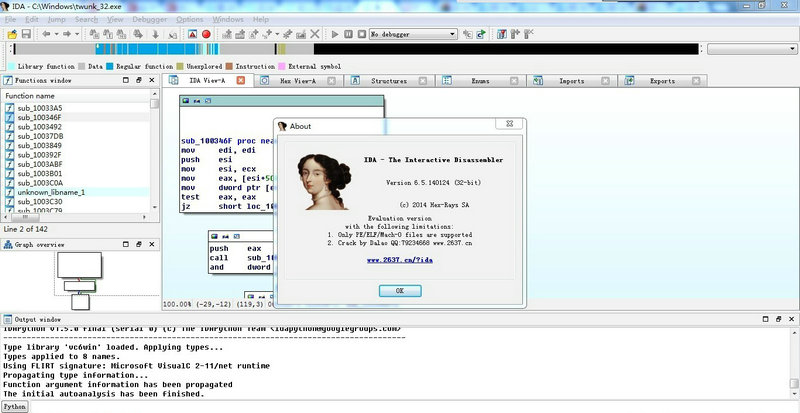 IDA - C:\Windows\twunk_32.exe
File Edit Jump Search View Debugger Options Windows Help
No debugger
Library function Data Regular function Unexplored Instruction External symbol
Functions window
Function name
sub_10033A5
sub_100346F
sub_1003492
sub_10037DB
sub_1003849
sub_100392F
sub_1003ABF
sub_1003B01
sub_1003C0A
unknown_libname_1
sub_1003C30
sub_1003C79
Line 2 of 142
Graph overview
IDA View-A
Hex View-A
Structures
Enums
Imports
Exports
sub_100346F proc nea
mov edi, edi
push esi
mov esi, ecx
mov eax, [esi+50
mov dword ptr [e
test eax, eax
jz short loc_10
push eax
call sub_10
and dword
100.00% (-29,-12) (119,3)
About
IDA - The Interactive Disassembler
Version 6.5.140124 (32-bit)
(c) 2014 Hex-Rays SA
Evaluation version
with the following limitations:
1. Only PE/ELF/Mach-O files are supported
2. Crack by Dalao QQ:79234668 www.2637.cn
www.2637.cn/?ida
OK
Output window
IDAPython v1.5.0 final (serial 0) (c) The IDAPython Team <idapython@googlegroups.com>
Type library 'vc6win' loaded. Applying types...
Types applied to 8 names.
Using FLIRT signature: Microsoft VisualC 2-11/net runtime
Propagating type information...
Function argument information has been propagated
The initial autoanalysis has been finished.
Python